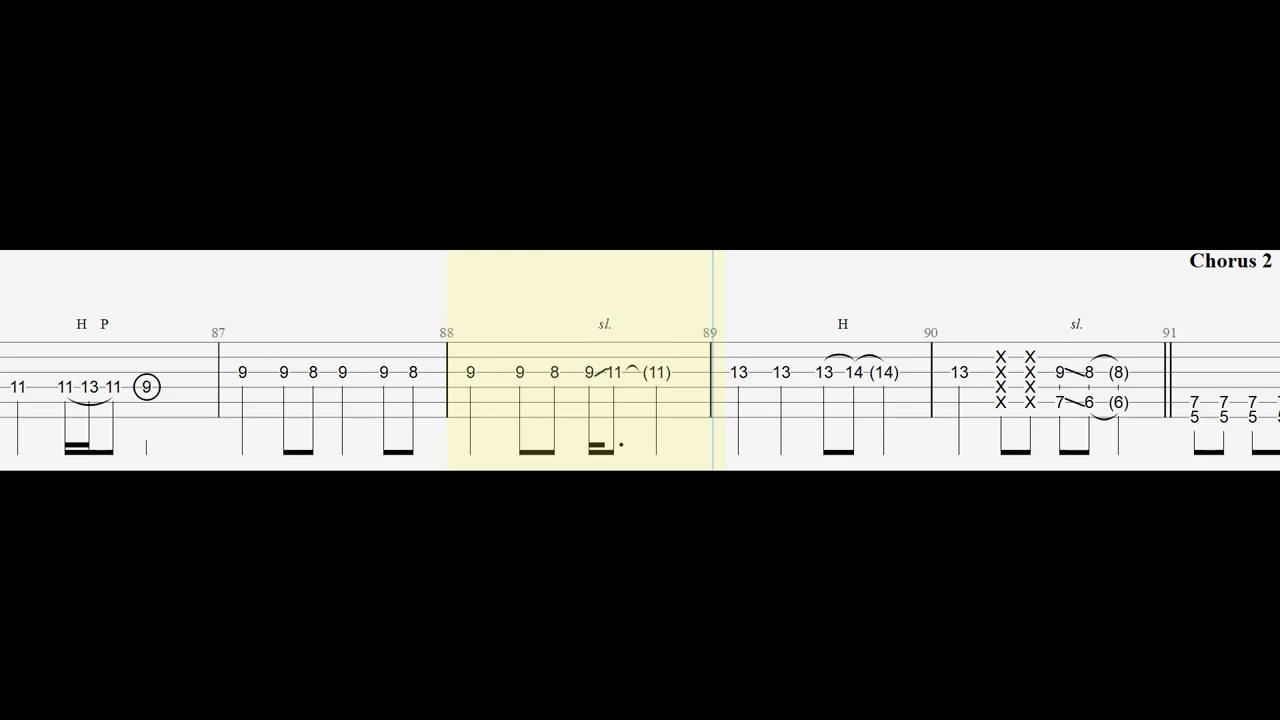 Chorus 2
H P sl. H sl.
87 88 89 90 91
X X
9 9 8 9 9 8 9 9 8 9 11 (11) 13 13 13 14 (14) 13 X X 9 8 (8)
11 11 13 11 9 X X
X X 7 6 (6) 7 7 7 7
5 5 5 5